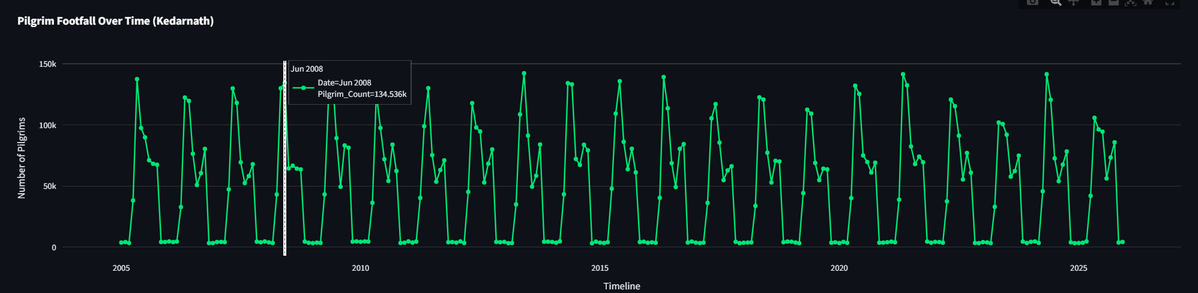 Pilgrim Footfall Over Time (Kedarnath)
150k
100k
50k
0
Number of Pilgrims
Jun 2008
Date=Jun 2008
Pilgrim_Count=134.536k
2005
2010
2015
2020
2025
Timeline